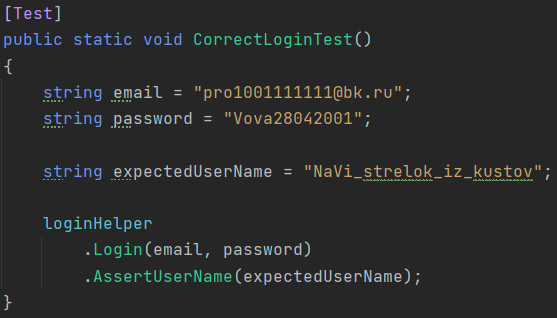 [Test]
public static void CorrectLoginTest()
{
string email = "pro1001111111@bk.ru";
string password = "Vova28042001";
string expectedUserName = "NaVi_strelok_iz_kustov";
loginHelper
.Login(email, password)
.AssertUserName(expectedUserName);
}